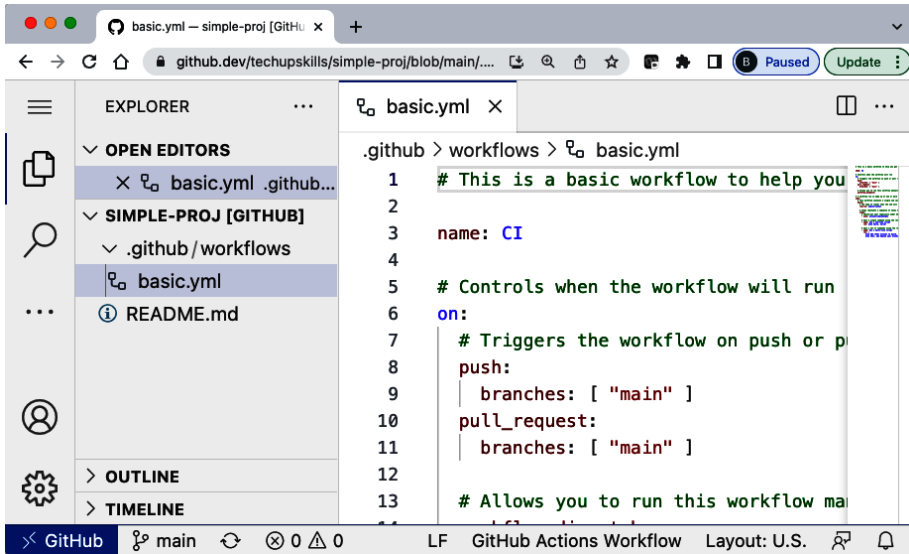 basic.yml — simple-proj [GitHu
github.dev/techupskills/simple-proj/blob/main/....
B Paused
Update
EXPLORER
basic.yml
OPEN EDITORS
basic.yml .github...
SIMPLE-PROJ [GITHUB]
.github/workflows
basic.yml
README.md
OUTLINE
TIMELINE
.github > workflows > basic.yml
1 # This is a basic workflow to help you
2
3 name: CI
4
5 # Controls when the workflow will run
6 on:
7 # Triggers the workflow on push or
8 push:
9 branches: [ "main" ]
10 pull_request:
11 branches: [ "main" ]
12
13 # Allows you to run this workflow
GitHub main 0 0 LF GitHub Actions Workflow Layout: U.S.